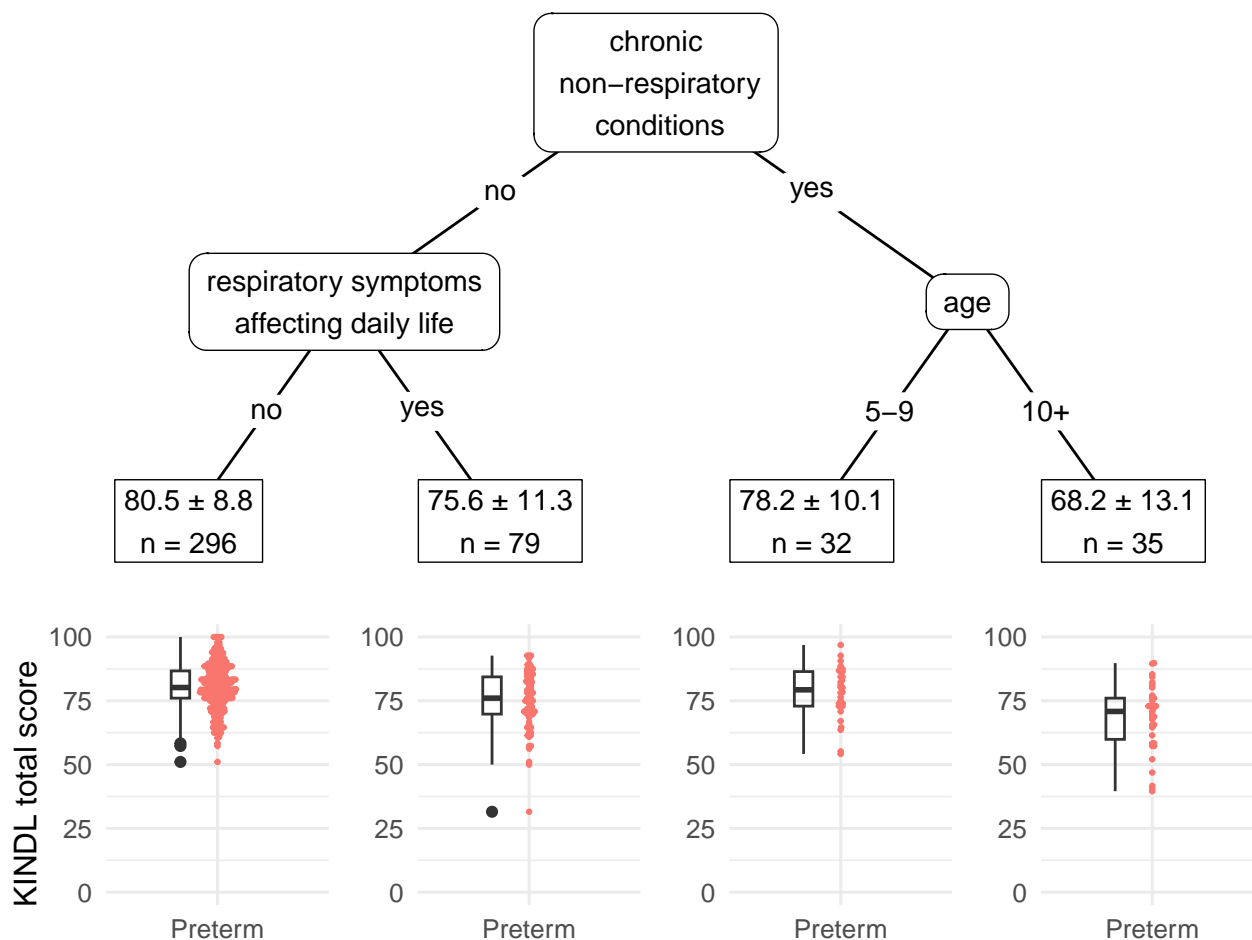 chronic
non−respiratory
conditions
no
yes
respiratory symptoms
affecting daily life
age
no
yes
5−9
10+
80.5 ± 8.8
n = 296
75.6 ± 11.3
n = 79
78.2 ± 10.1
n = 32
68.2 ± 13.1
n = 35
KINDL total score
100
75
50
25
0
Preterm
100
75
50
25
0
Preterm
100
75
50
25
0
Preterm
100
75
50
25
0
Preterm